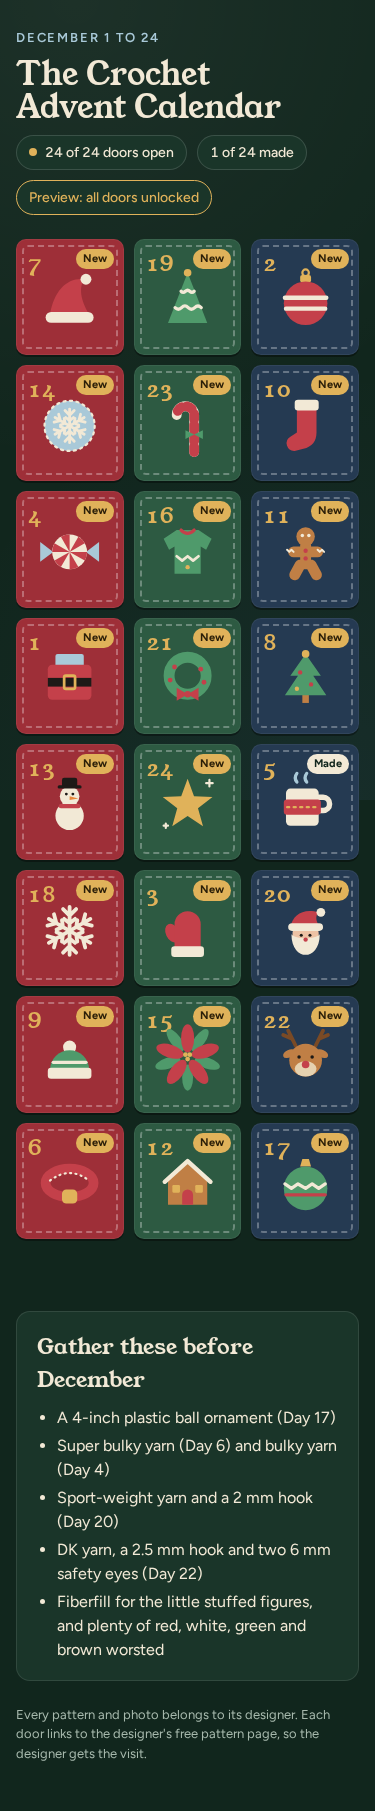 DECEMBER 1 TO 24
The Crochet
Advent Calendar
24 of 24 doors open
1 of 24 made
Preview: all doors unlocked
7 New
19 New
2 New
14 New
23 New
10 New
4 New
16 New
11 New
1 New
21 New
8 New
13 New
24 New
5 Made
18 New
3 New
20 New
9 New
15 New
22 New
6 New
12 New
17 New
Gather these before
December
• A 4-inch plastic ball ornament (Day 17)
• Super bulky yarn (Day 6) and bulky yarn
(Day 4)
• Sport-weight yarn and a 2 mm hook
(Day 20)
• DK yarn, a 2.5 mm hook and two 6 mm
safety eyes (Day 22)
• Fiberfill for the little stuffed figures,
and plenty of red, white, green and
brown worsted
Every pattern and photo belongs to its designer. Each
door links to the designer's free pattern page, so the
designer gets the visit.